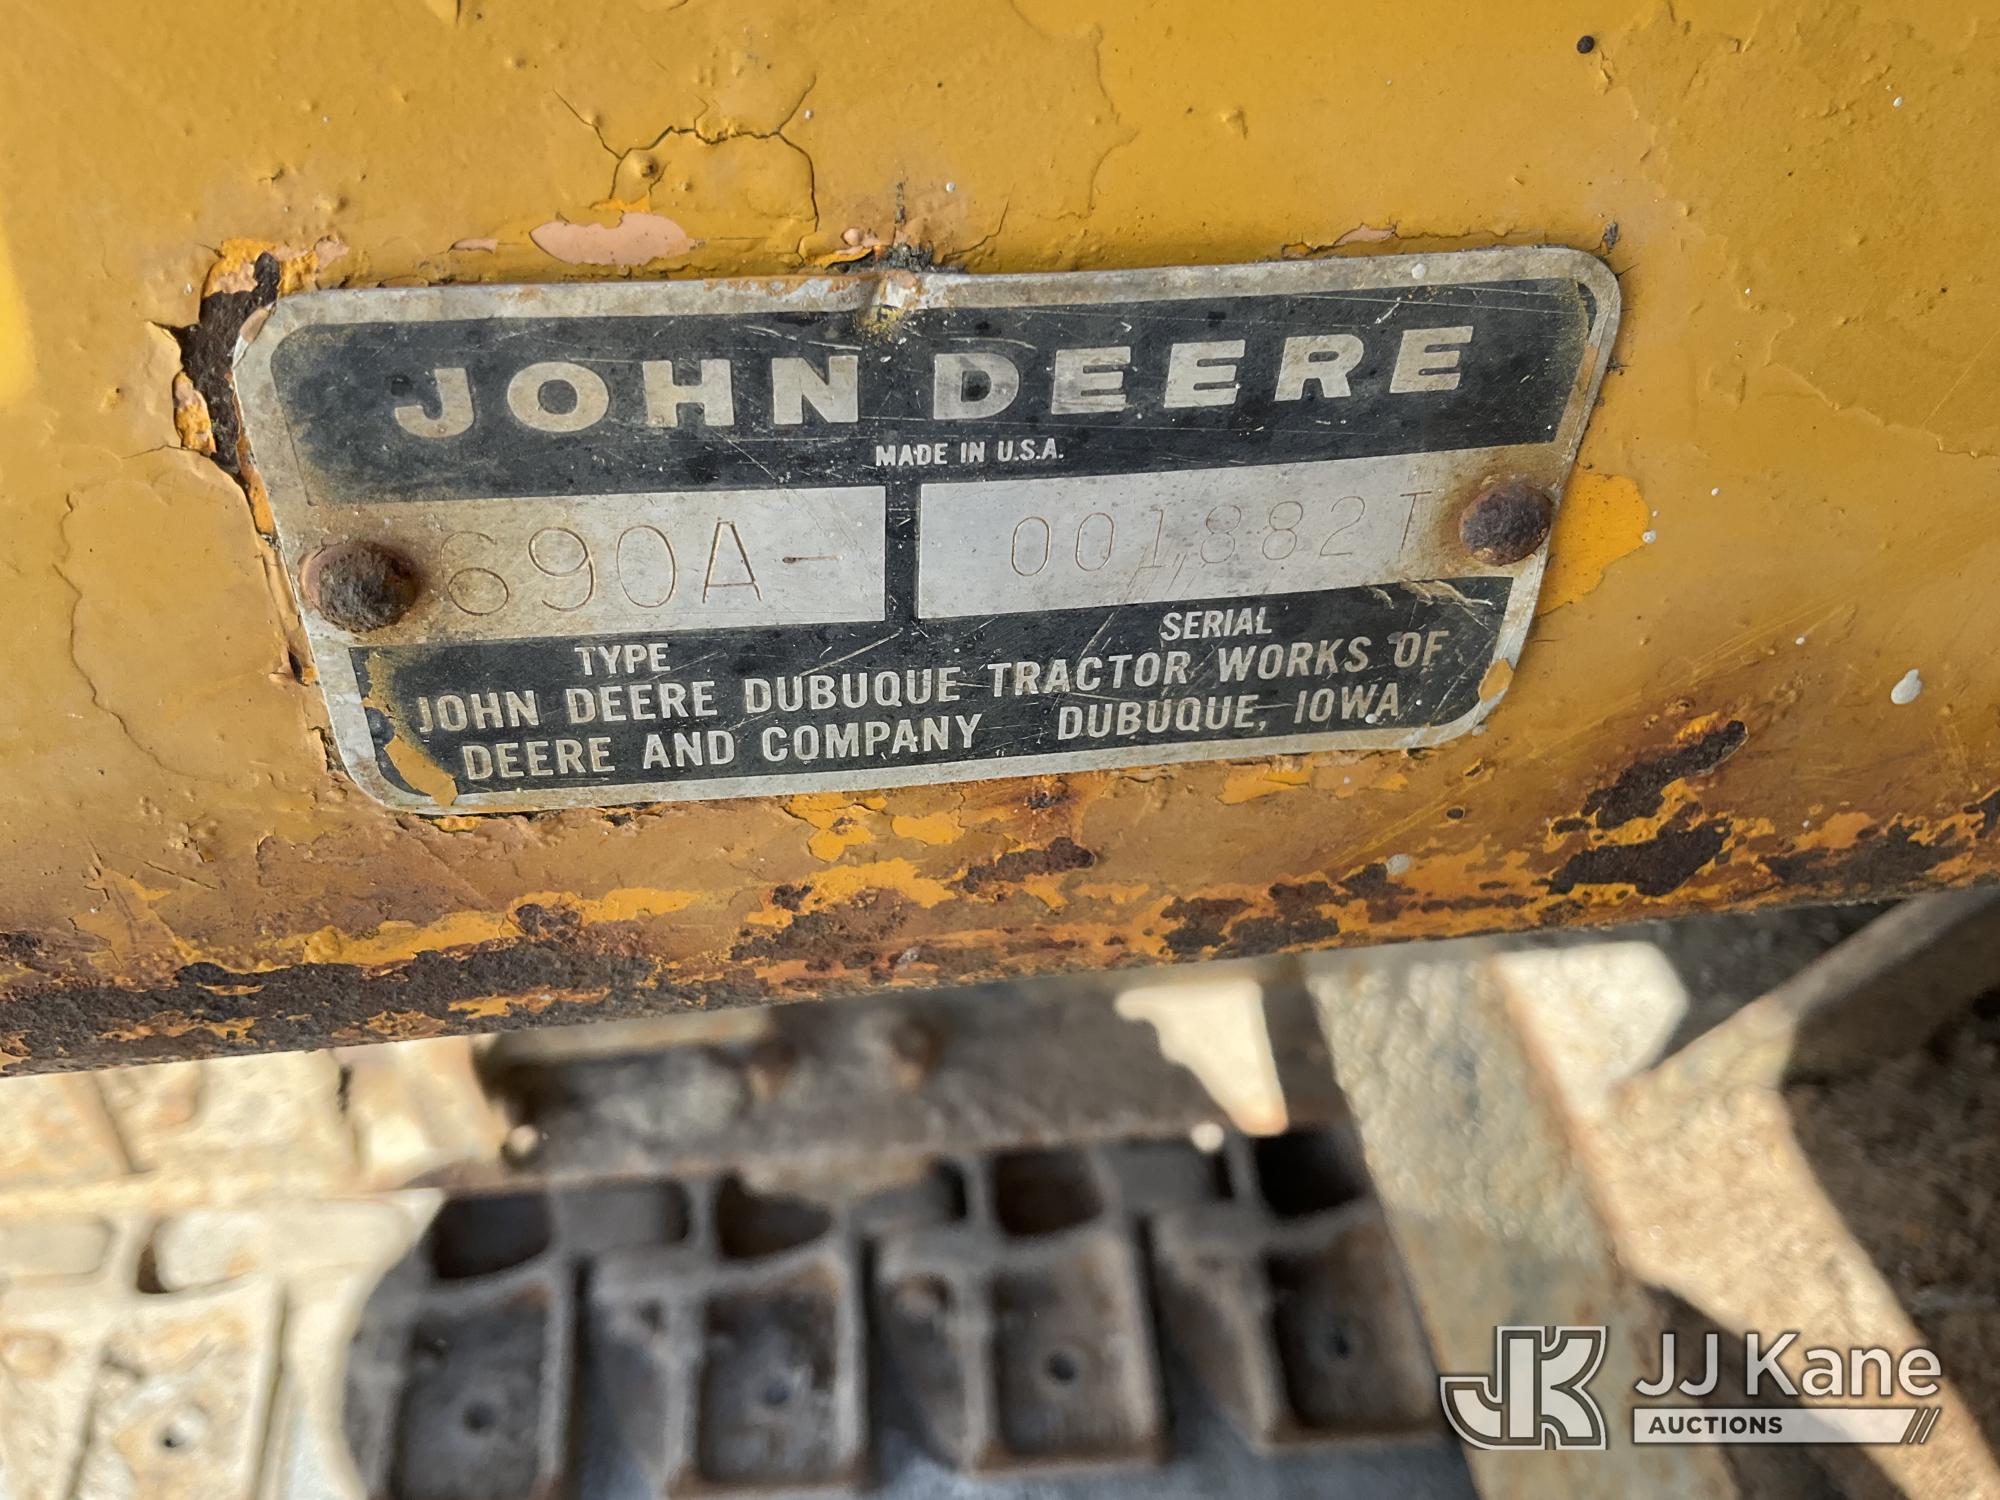 JOHN DEERE
MADE IN U.S.A.
690A- 001882T
TYPE SERIAL
JOHN DEERE DUBUQUE TRACTOR WORKS OF
DEERE AND COMPANY DUBUQUE, IOWA
JK JJ Kane
AUCTIONS